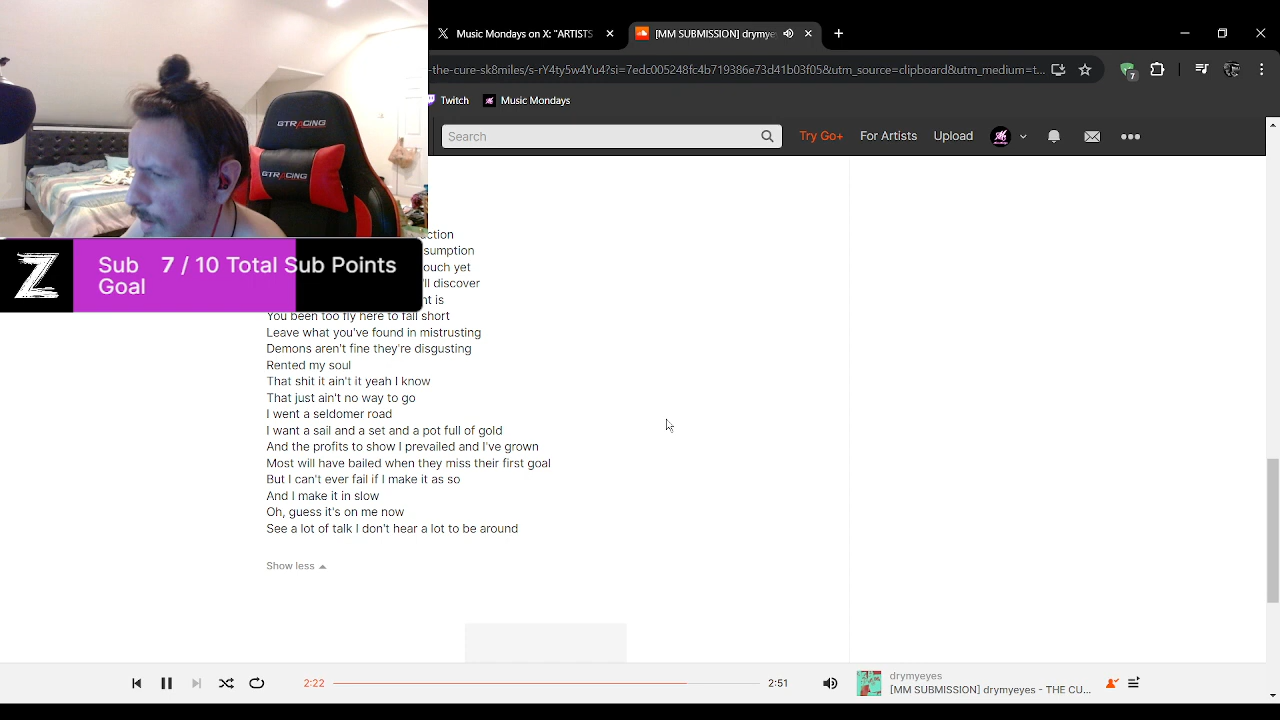 Music Mondays on X: "ARTISTS
[MM SUBMISSION] drymye
-the-cure-sk8miles/s-rY4ty5w4Yu4?si=7edc005248fc4b719386e73d41b03f05&utm_source=clipboard&utm_medium=t...
7
Twitch
Music Mondays
Search
Try Go+
For Artists
Upload
GTRACING
GTRACING
Z
Sub Goal
7 / 10 Total Sub Points
ction
sumption
ouch yet
'll discover
nt is
You been too fly here to fall short
Leave what you've found in mistrusting
Demons aren't fine they're disgusting
Rented my soul
That shit it ain't it yeah I know
That just ain't no way to go
I went a seldomer road
I want a sail and a set and a pot full of gold
And the profits to show I prevailed and I've grown
Most will have bailed when they miss their first goal
But I can't ever fail if I make it as so
And I make it in slow
Oh, guess it's on me now
See a lot of talk I don't hear a lot to be around
Show less
2:22
2:51
drymyeyes
[MM SUBMISSION] drymyeyes - THE CU...